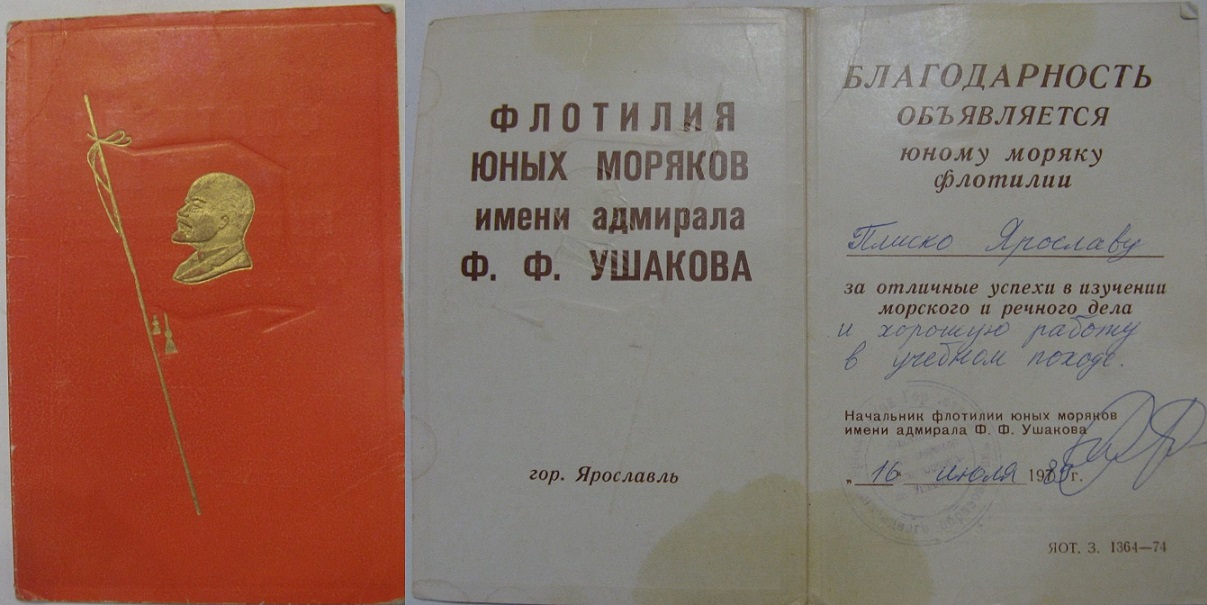 ФЛОТИЛИЯ
ЮНЫХ МОРЯКОВ
имени адмирала
Ф. Ф. УШАКОВА
гор. Ярославль
БЛАГОДАРНОСТЬ
ОБЪЯВЛЯЕТСЯ
юному моряку
флотилии
Плиско Ярославу
за отличные успехи в изучении
морского и речного дела
и хорошую работу
в учебном походе.
Начальник флотилии юных моряков
имени адмирала Ф. Ф. Ушакова
„16 июля 19 г.
ЯОТ. З. 1364—74